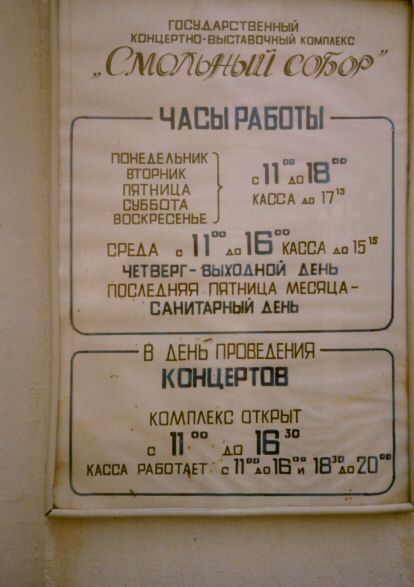 ГОСУДАРСТВЕННЫЙ
КОНЦЕРТНО-ВЫСТАВОЧНЫЙ КОМПЛЕКС
„СМОЛЬНЫЙ СОБОР"
ЧАСЫ РАБОТЫ
ПОНЕДЕЛЬНИК
ВТОРНИК
ПЯТНИЦА
СУББОТА
ВОСКРЕСЕНЬЕ
с 11⁰⁰ до 18⁰⁰
КАССА до 17¹⁵
СРЕДА с 11⁰⁰ до 16⁰⁰ КАССА до 15¹⁵
ЧЕТВЕРГ - ВЫХОДНОЙ ДЕНЬ
ПОСЛЕДНЯЯ ПЯТНИЦА МЕСЯЦА -
САНИТАРНЫЙ ДЕНЬ
В ДЕНЬ ПРОВЕДЕНИЯ
КОНЦЕРТОВ
КОМПЛЕКС ОТКРЫТ
с 11⁰⁰ до 16³⁰
КАССА РАБОТАЕТ с 11⁰⁰ до 16⁰⁰ и 18³⁰ до 20⁰⁰